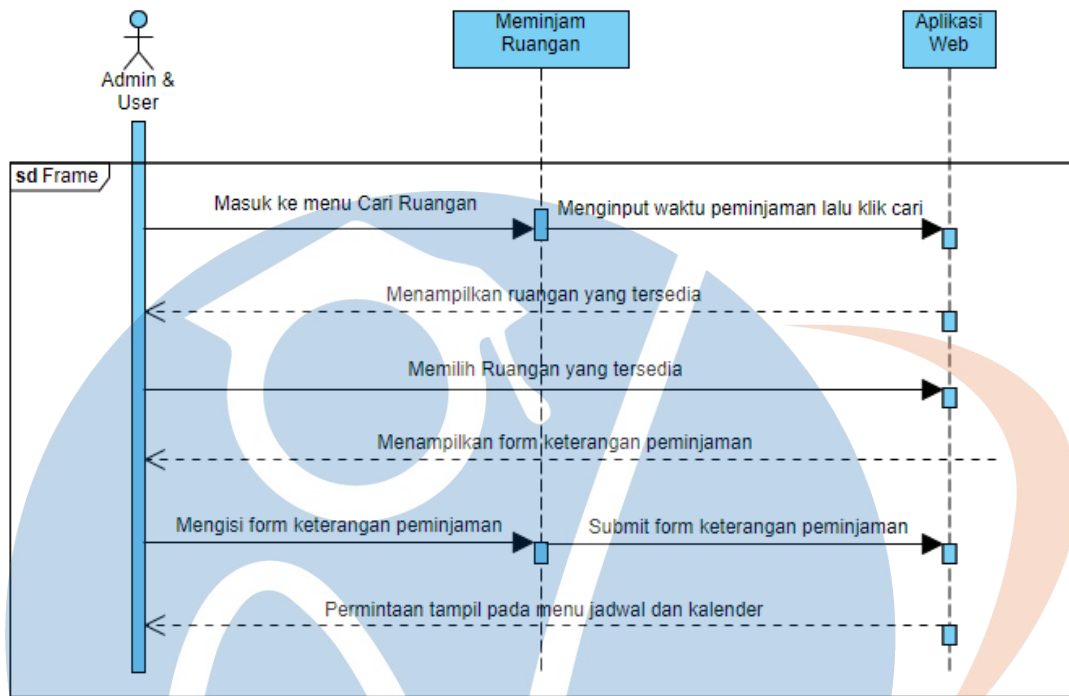 Meminjam
Ruangan
Aplikasi
Web
Admin &
User
sd Frame
Masuk ke menu Cari Ruangan
Menginput waktu peminjaman lalu klik cari
Menampilkan ruangan yang tersedia
Memilih Ruangan yang tersedia
Menampilkan form keterangan peminjaman
Mengisi form keterangan peminjaman
Submit form keterangan peminjaman
Permintaan tampil pada menu jadwal dan kalender